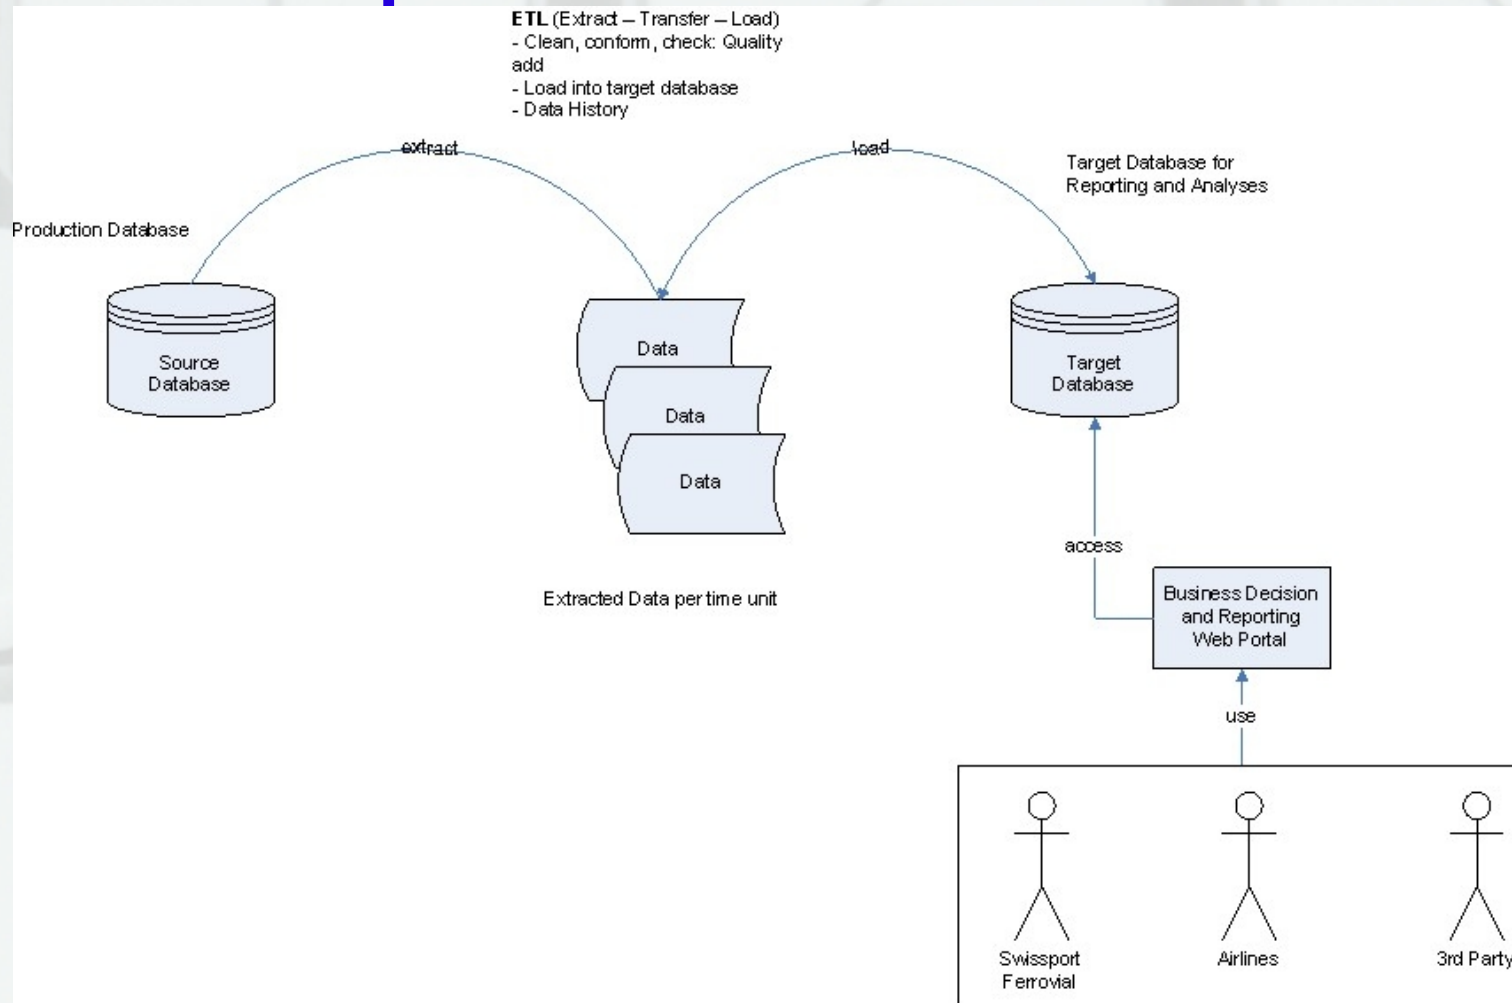 ETL (Extract – Transfer – Load)
- Clean, conform, check: Quality
add
- Load into target database
- Data History
extract
load
Target Database for
Reporting and Analyses
Production Database
Source
Database
Data
Data
Data
Target
Database
Extracted Data per time unit
access
Business Decision
and Reporting
Web Portal
use
Swissport
Ferrovial
Airlines
3rd Party